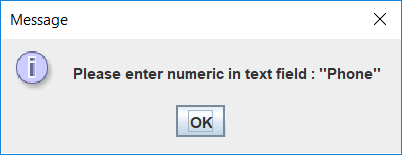 Message
Please enter numeric in text field : "Phone"
OK